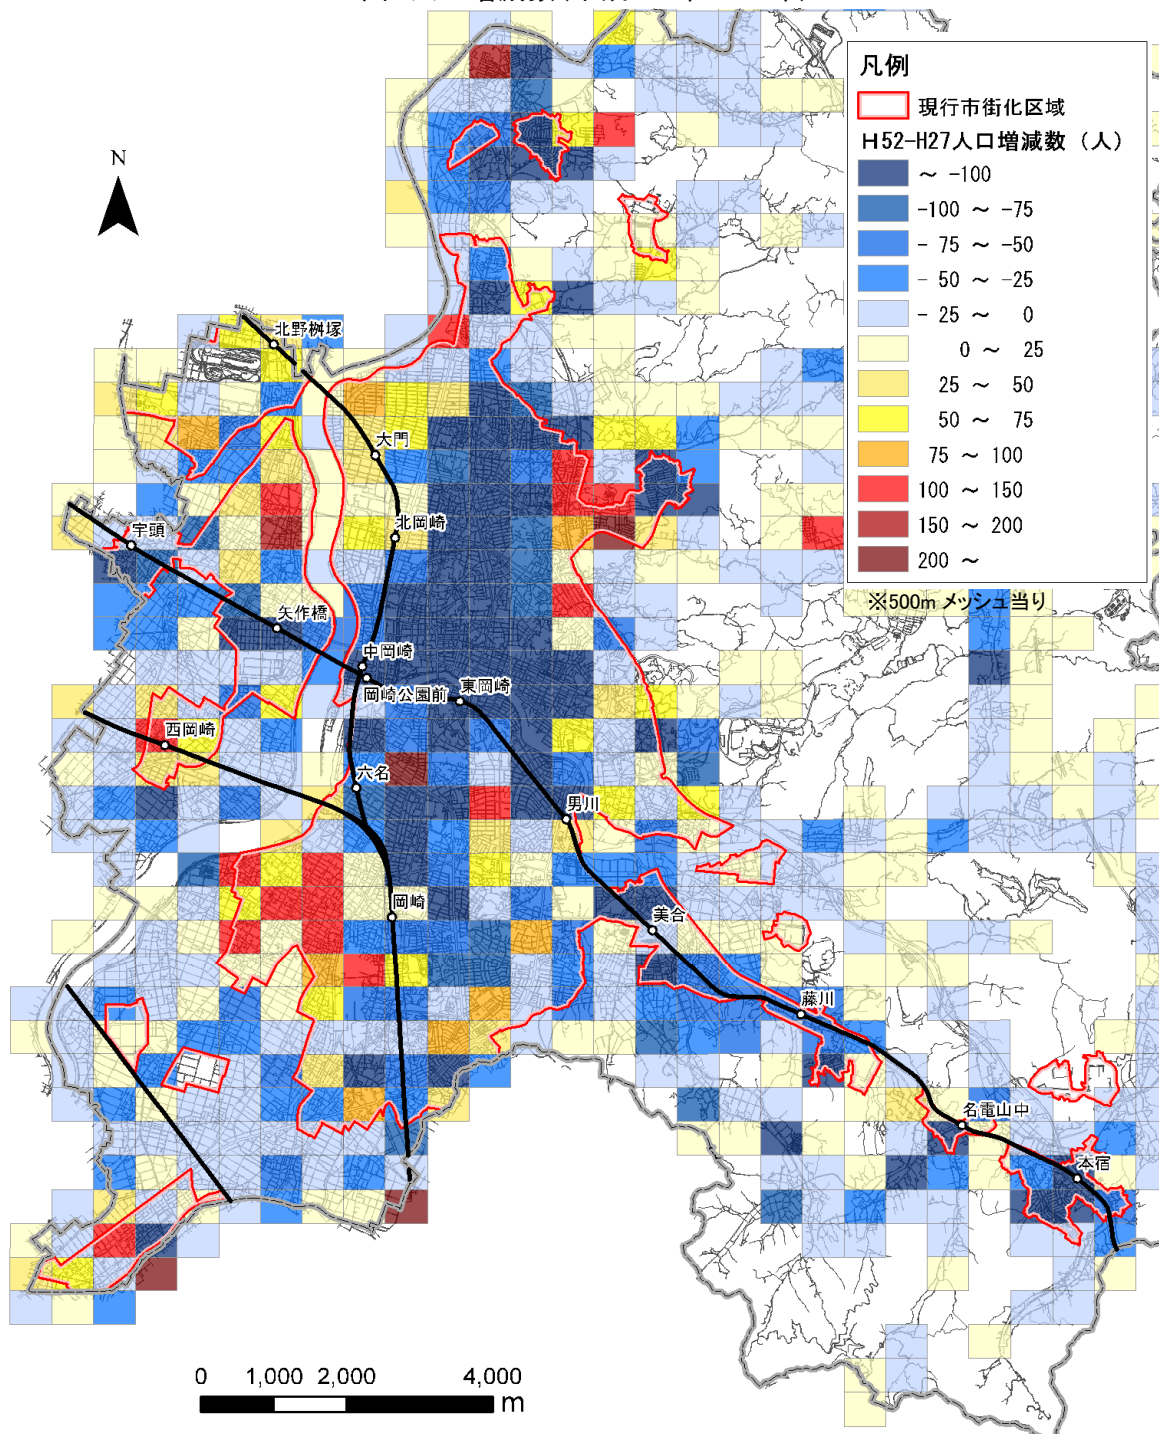 凡例
現行市街化区域
H52-H27人口増減数（人）
～ -100
-100 ～ -75
- 75 ～ -50
- 50 ～ -25
- 25 ～ 0
0 ～ 25
25 ～ 50
50 ～ 75
75 ～ 100
100 ～ 150
150 ～ 200
200 ～
※500m メッシュ当り
N
北野桝塚
大門
北岡崎
宇頭
矢作橋
中岡崎
岡崎公園前
東岡崎
西岡崎
六名
男川
岡崎
美合
藤川
名電山中
本宿
0 1,000 2,000 4,000
m